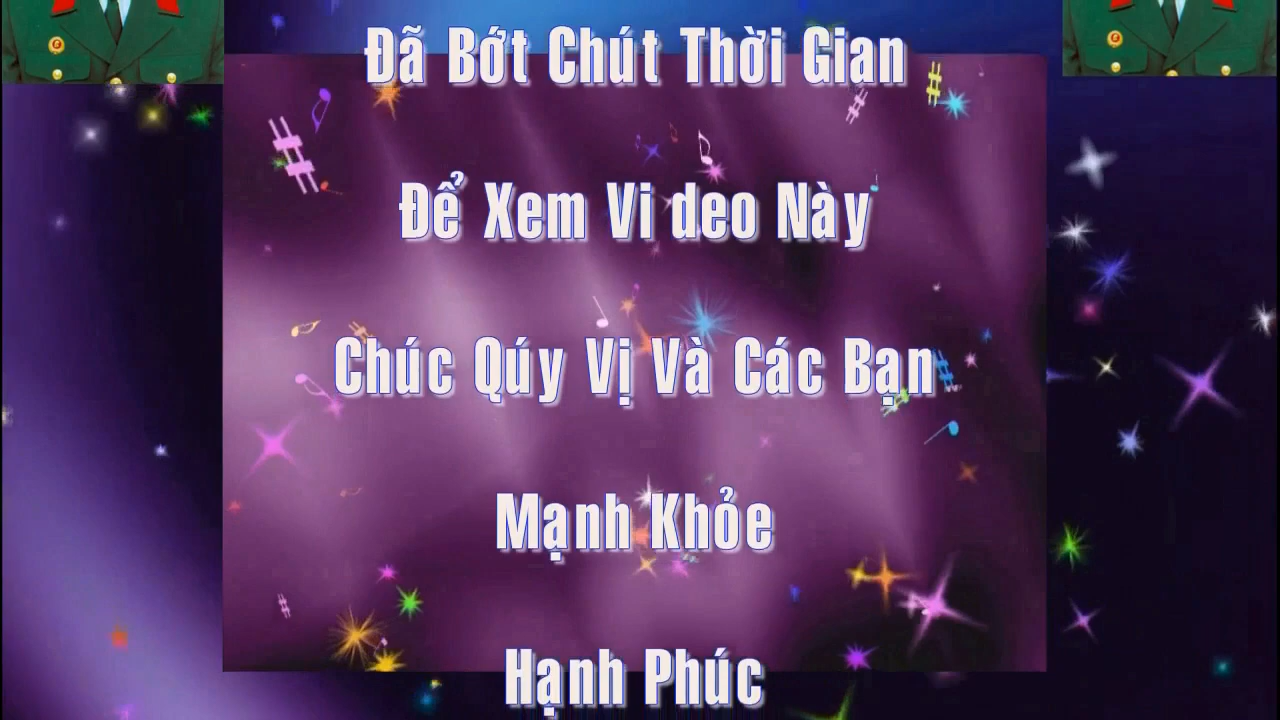 Đã Bớt Chút Thời Gian
Để Xem Vi deo Này
Chúc Qúy Vị Và Các Bạn
Mạnh Khỏe
Hạnh Phúc